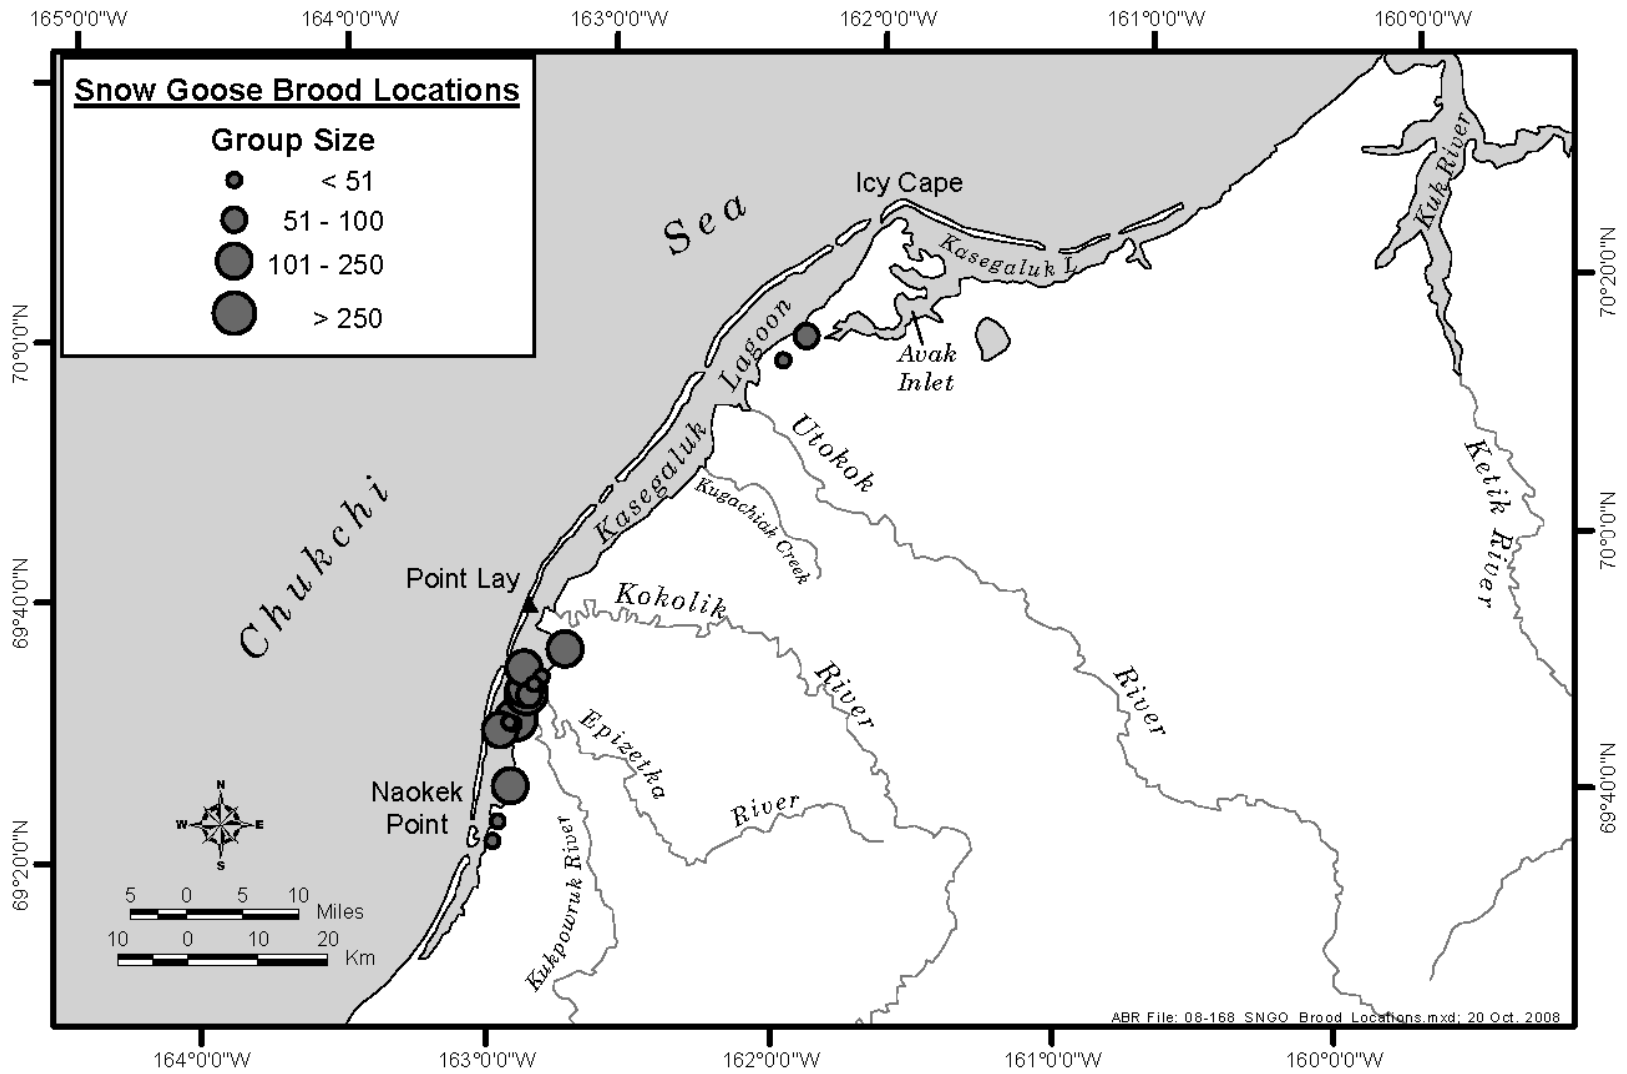 165°0'0"W 164°0'0"W 163°0'0"W 162°0'0"W 161°0'0"W 160°0'0"W
Snow Goose Brood Locations
Group Size
< 51
51 - 100
101 - 250
> 250
70°0'0"N
69°40'0"N
69°20'0"N
70°20'0"N
70°0'0"N
69°40'0"N
Chukchi
Sea
Icy Cape
Kasegaluk L
Kuk River
Kasegaluk
Lagoon
Avak
Inlet
Utokok
River
Ketik River
Kugachiak Creek
Point Lay
Kokolik
River
Epizetka
River
Naokek
Point
Kukpowruk River
N
W E
S
5 0 5 10
Miles
10 0 10 20
Km
ABR File: 08-168 SNGO Brood Locations.mxd; 20 Oct. 2008
164°0'0"W 163°0'0"W 162°0'0"W 161°0'0"W 160°0'0"W